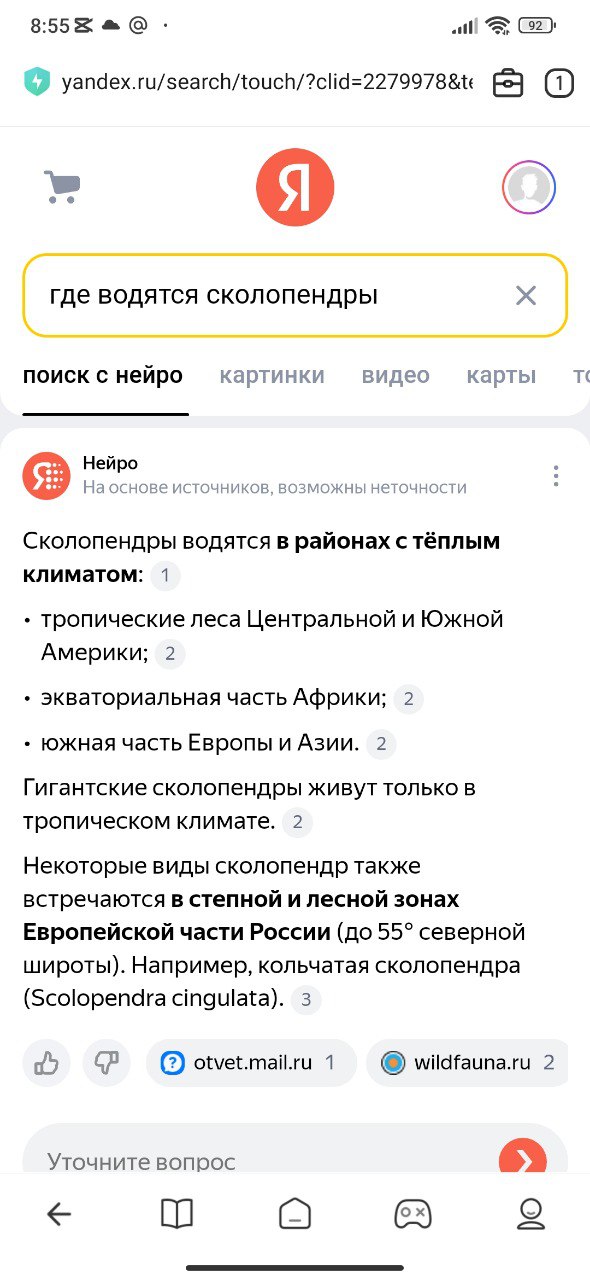 8:55
92
yandex.ru/search/touch/?clid=2279978&te
1
Я
где водятся сколопендры
поиск с нейро картинки видео карты то
Я
Нейро
На основе источников, возможны неточности
Сколопендры водятся в районах с тёплым
климатом: 1
• тропические леса Центральной и Южной
Америки; 2
• экваториальная часть Африки; 2
• южная часть Европы и Азии. 2
Гигантские сколопендры живут только в
тропическом климате. 2
Некоторые виды сколопендр также
встречаются в степной и лесной зонах
Европейской части России (до 55° северной
широты). Например, кольчатая сколопендра
(Scolopendra cingulata). 3
otvet.mail.ru 1 wildfauna.ru 2
Уточните вопрос